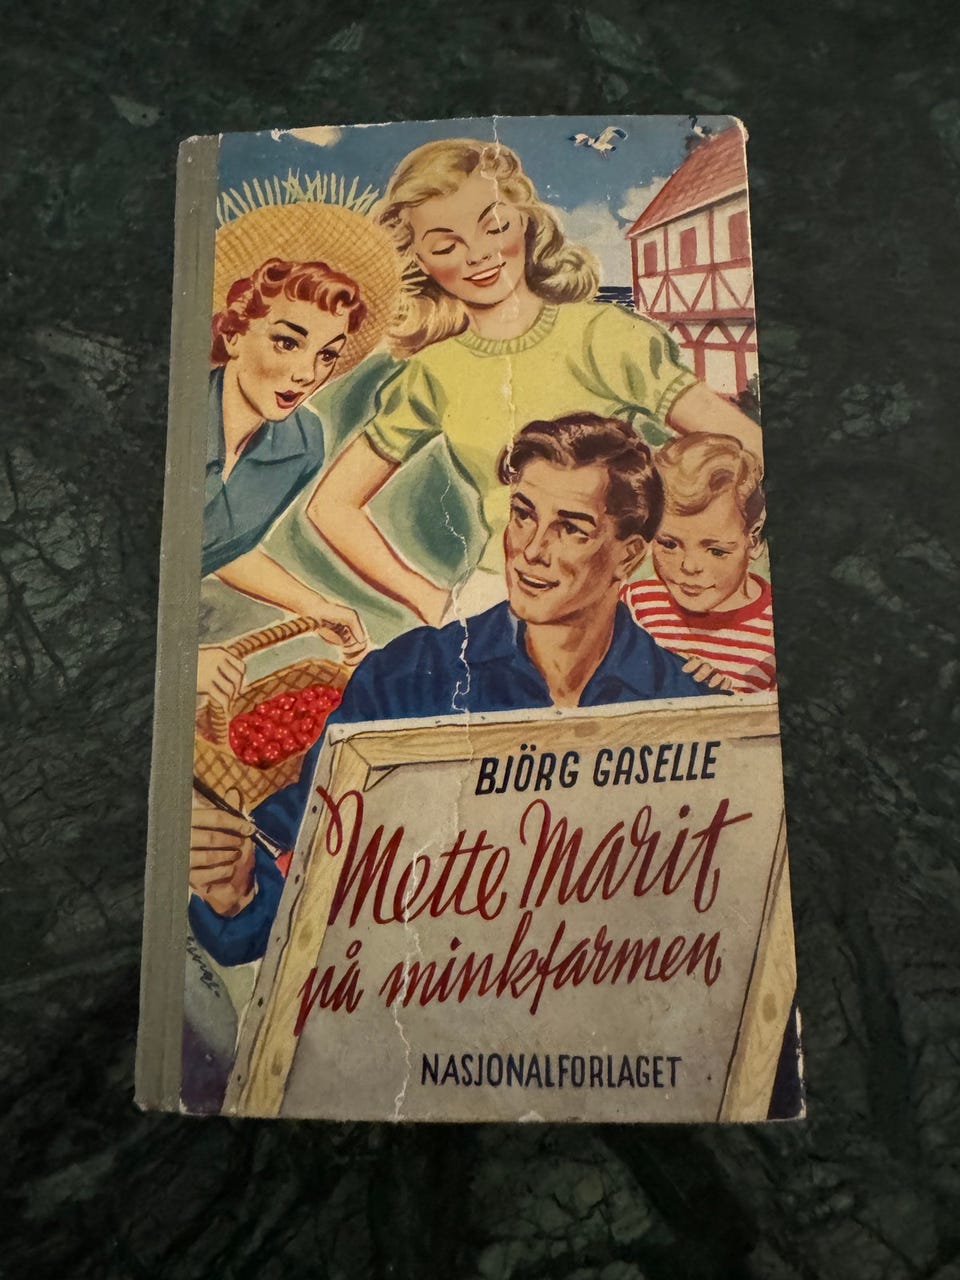 BJÖRG GASELLE
Mette Marit
på minkfarmen
NASJONALFORLAGET